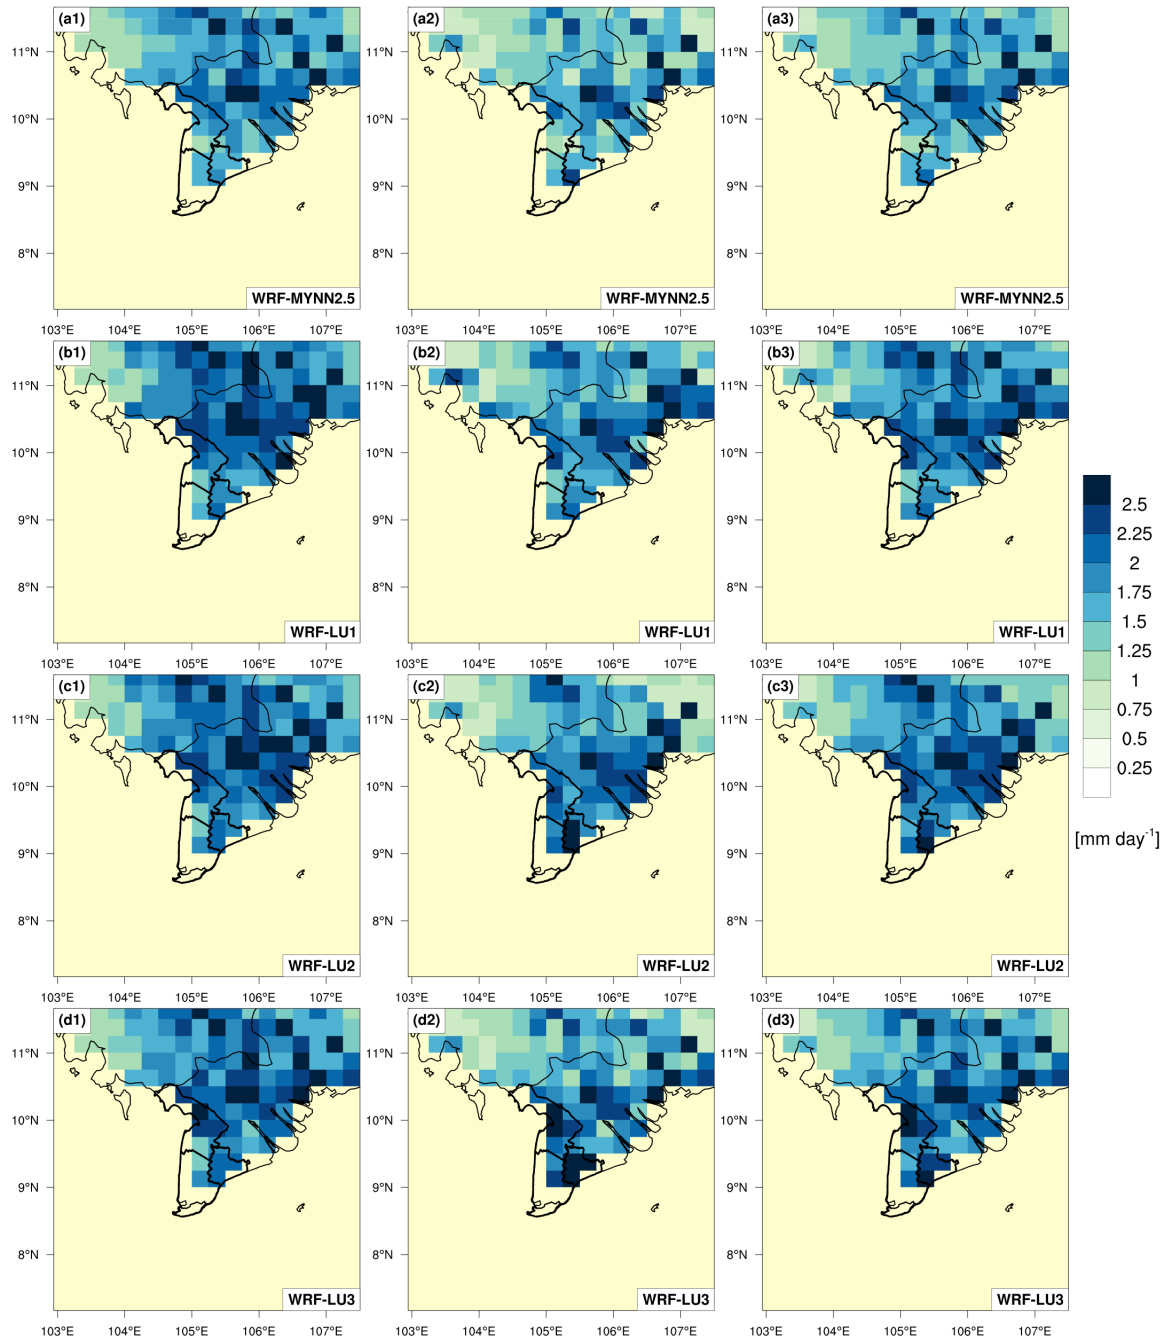 (a1) (a2) (a3)
11°N 11°N 11°N
10°N 10°N 10°N
9°N 9°N 9°N
8°N 8°N 8°N
WRF-MYNN2.5 WRF-MYNN2.5 WRF-MYNN2.5
103°E 104°E 105°E 106°E 107°E 103°E 104°E 105°E 106°E 107°E 103°E 104°E 105°E 106°E 107°E
(b1) (b2) (b3)
11°N 11°N 11°N
10°N 10°N 10°N
9°N 9°N 9°N
8°N 8°N 8°N
WRF-LU1 WRF-LU1 WRF-LU1
103°E 104°E 105°E 106°E 107°E 103°E 104°E 105°E 106°E 107°E 103°E 104°E 105°E 106°E 107°E
(c1) (c2) (c3)
11°N 11°N 11°N
10°N 10°N 10°N
9°N 9°N 9°N
8°N 8°N 8°N
WRF-LU2 WRF-LU2 WRF-LU2
103°E 104°E 105°E 106°E 107°E 103°E 104°E 105°E 106°E 107°E 103°E 104°E 105°E 106°E 107°E
(d1) (d2) (d3)
11°N 11°N 11°N
10°N 10°N 10°N
9°N 9°N 9°N
8°N 8°N 8°N
WRF-LU3 WRF-LU3 WRF-LU3
103°E 104°E 105°E 106°E 107°E 103°E 104°E 105°E 106°E 107°E 103°E 104°E 105°E 106°E 107°E
2.5
2.25
2
1.75
1.5
1.25
1
0.75
0.5
0.25
[mm day⁻¹]